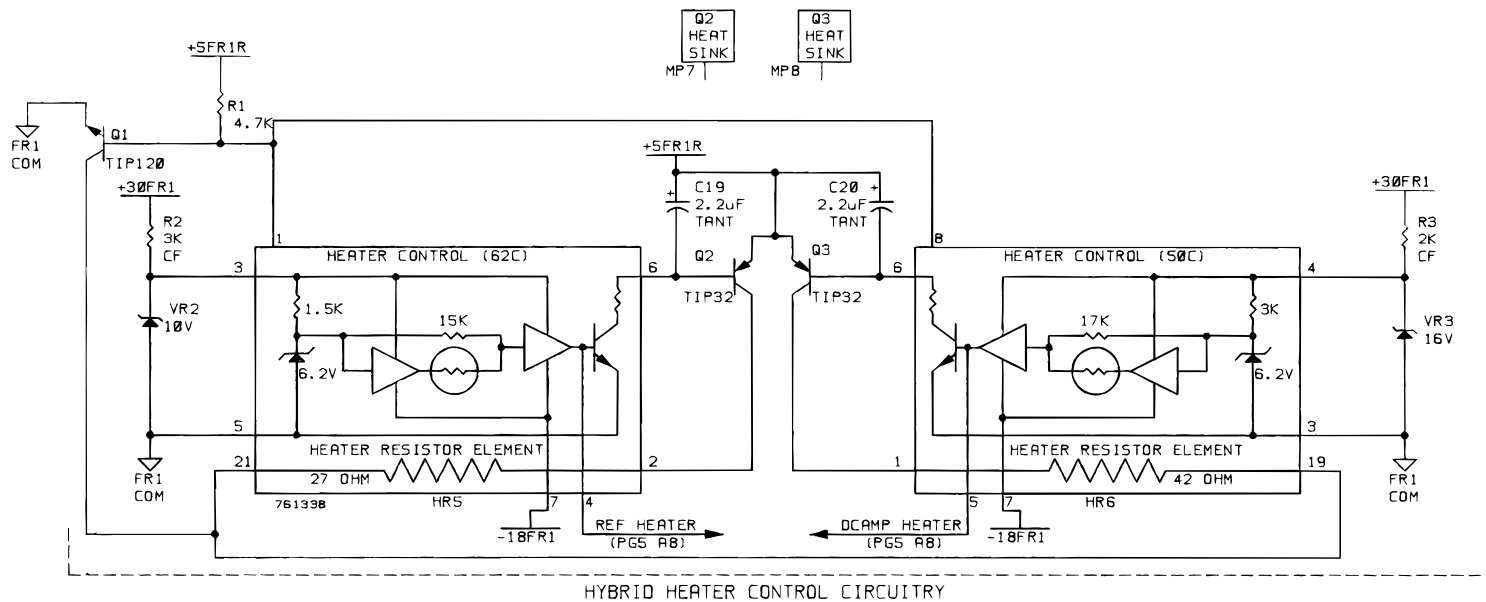 Q2
HEAT
SINK
MP7
Q3
HEAT
SINK
MP8
+5FR1R
R1
4.7K
Q1
TIP120
FR1
COM
+30FR1
R2
3K
CF
VR2
10V
FR1
COM
+5FR1R
C19
2.2uF
TANT
C20
2.2uF
TANT
+
+
Q2
TIP32
Q3
TIP32
+30FR1
R3
2K
CF
VR3
16V
FR1
COM
1
HEATER CONTROL (62C)
3
6
1.5K
15K
6.2V
5
HEATER RESISTOR ELEMENT
21
2
27 OHM
761338
HR5
7
4
-18FR1
REF HEATER
(PG5 A8)
8
HEATER CONTROL (50C)
6
4
17K
3K
6.2V
3
HEATER RESISTOR ELEMENT
1
19
42 OHM
5
7
HR6
DCAMP HEATER
(PG5 A8)
-18FR1
HYBRID HEATER CONTROL CIRCUITRY